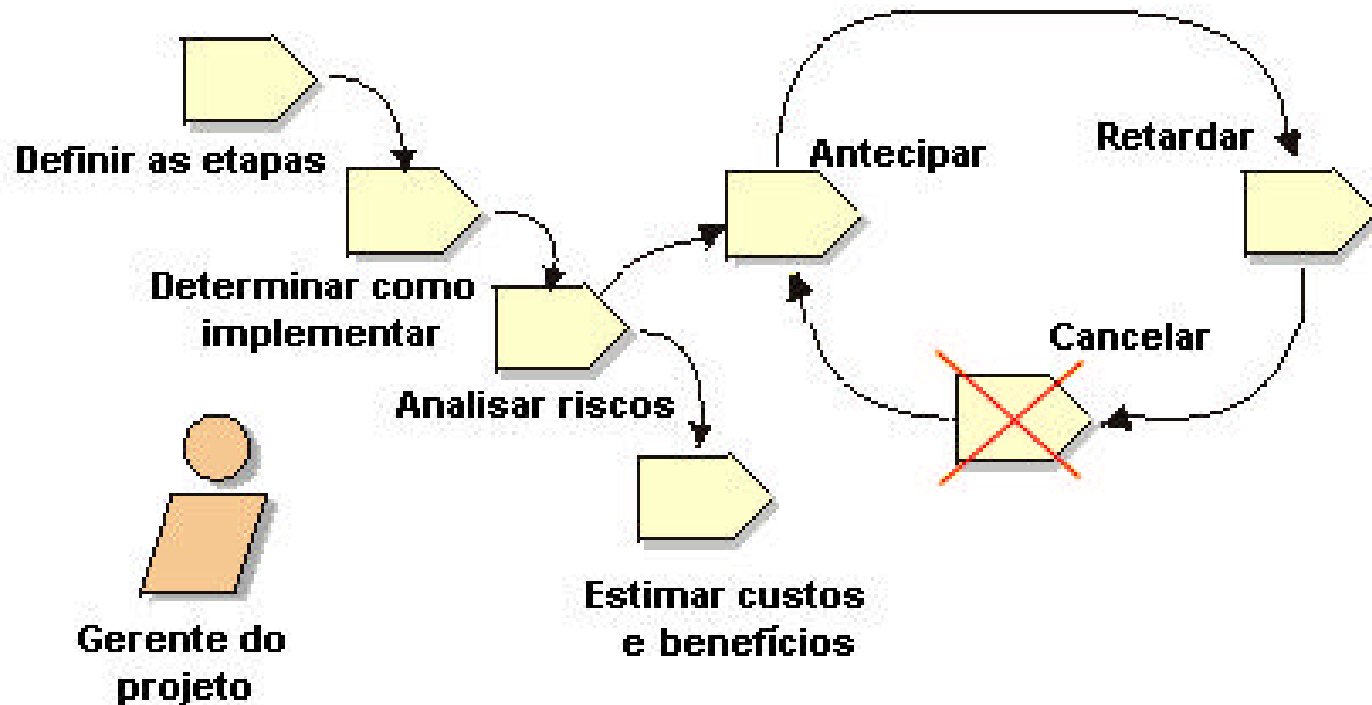 Definir as etapas
Determinar como
implementar
Analisar riscos
Estimar custos
e benefícios
Antecipar
Retardar
Cancelar
Gerente do
projeto